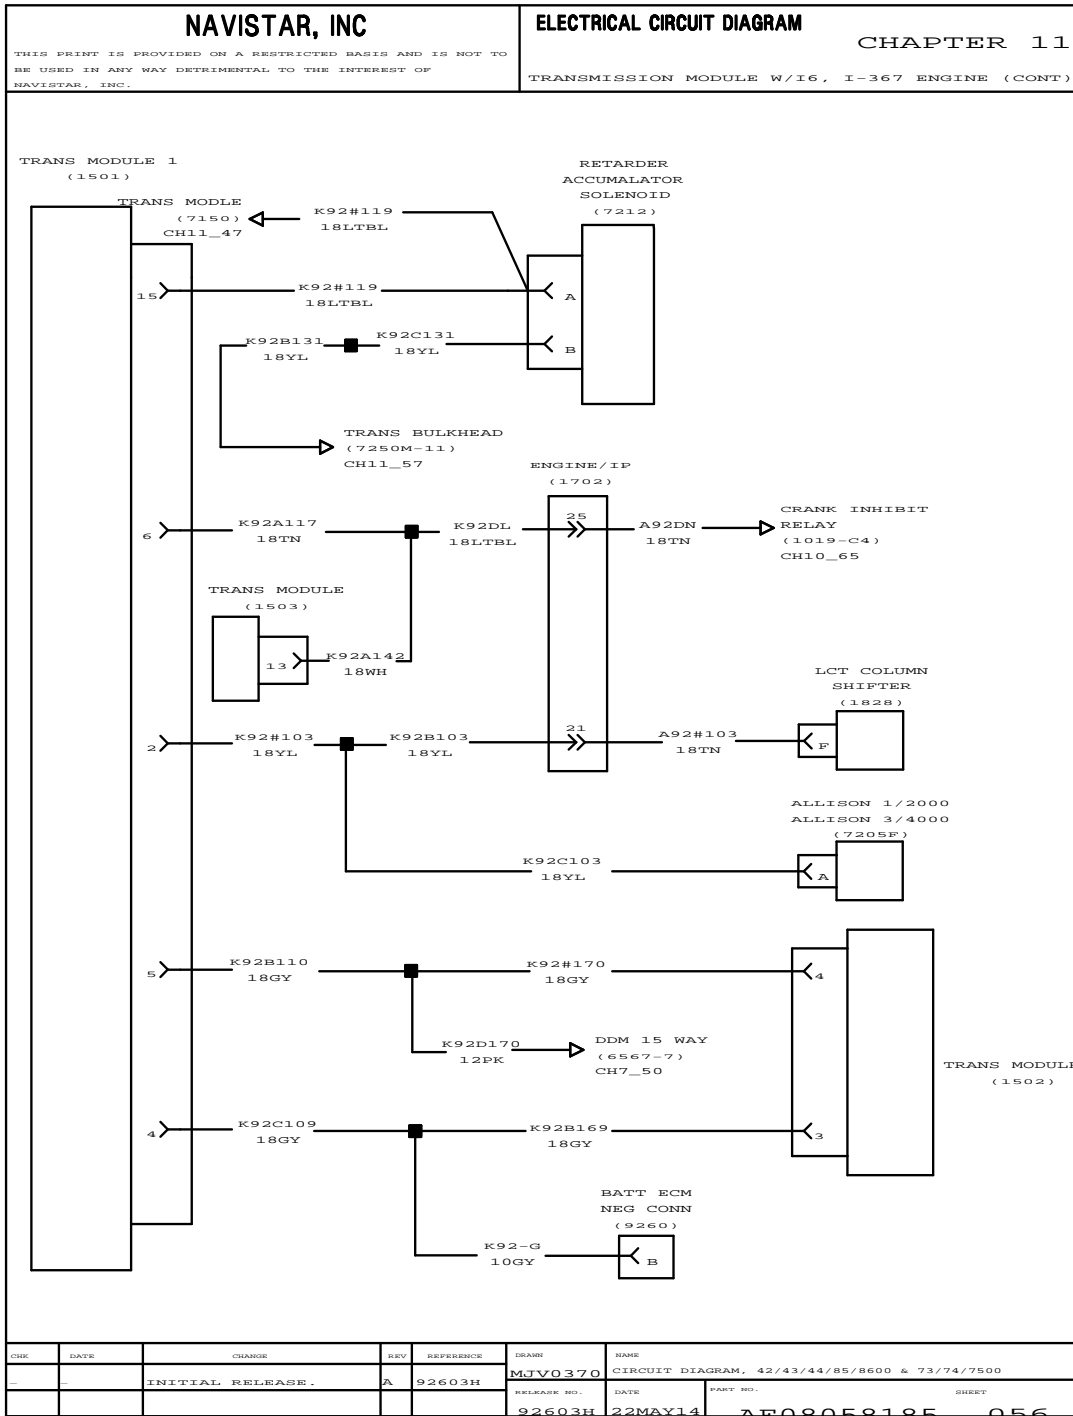 NAVISTAR, INC
THIS PRINT IS PROVIDED ON A RESTRICTED BASIS AND IS NOT TO
BE USED IN ANY WAY DETRIMENTAL TO THE INTEREST OF
NAVISTAR, INC.
ELECTRICAL CIRCUIT DIAGRAM
CHAPTER 11
TRANSMISSION MODULE W/I6, I-367 ENGINE (CONT)
TRANS MODULE 1
(1501)
TRANS MODLE
(7150)
CH11_47
K92#119
18LTBL
RETARDER
ACCUMALATOR
SOLENOID
(7212)
15
K92#119
18LTBL
A
K92B131
18YL
K92C131
18YL
B
TRANS BULKHEAD
(7250M-11)
CH11_57
ENGINE/IP
(1702)
6
K92A117
18TN
K92DL
18LTBL
25
A92DN
18TN
CRANK INHIBIT
RELAY
(1019-C4)
CH10_65
TRANS MODULE
(1503)
13
K92A142
18WH
LCT COLUMN
SHIFTER
(1828)
2
K92#103
18YL
K92B103
18YL
21
A92#103
18TN
F
ALLISON 1/2000
ALLISON 3/4000
(7205F)
K92C103
18YL
A
5
K92B110
18GY
K92#170
18GY
4
K92D170
12PK
DDM 15 WAY
(6567-7)
CH7_50
TRANS MODULE
(1502)
4
K92C109
18GY
K92B169
18GY
3
BATT ECM
NEG CONN
(9260)
K92-G
10GY
B
CHK DATE CHANGE REV REFERENCE
- - INITIAL RELEASE. A 92603H
DRAWN
MJV0370
NAME
CIRCUIT DIAGRAM, 42/43/44/85/8600 & 73/74/7500
RELEASE NO.
92603H
DATE
22MAY14
PART NO.
AE08058185
SHEET
056